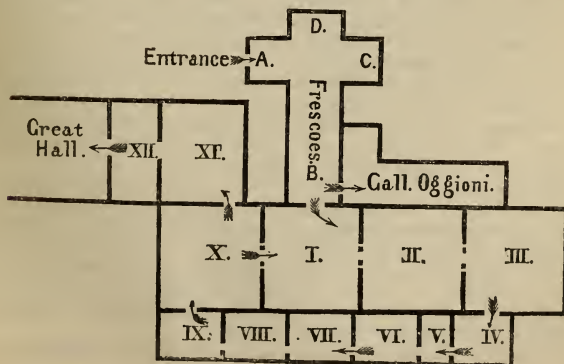 D.
Entrance A. C.
Frescoes.
Great
Hall. XII. XI. B.
Gall. Oggioni.
X. I. II. III.
IX. VIII. VII. VI. V. IV.